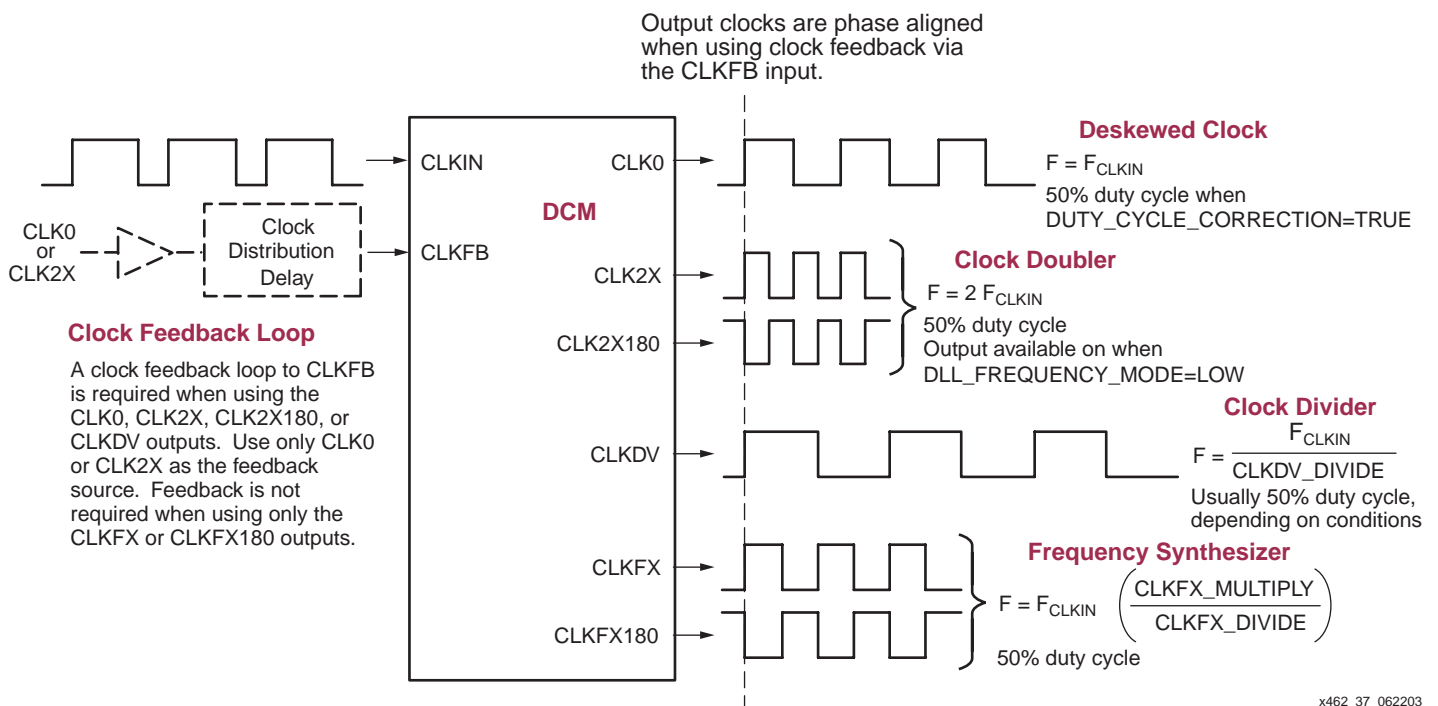 Output clocks are phase aligned
when using clock feedback via
the CLKFB input.
CLKIN
CLK0
or
CLK2X
Clock
Distribution
Delay
CLKFB
Clock Feedback Loop
A clock feedback loop to CLKFB
is required when using the
CLK0, CLK2X, CLK2X180, or
CLKDV outputs. Use only CLK0
or CLK2X as the feedback
source. Feedback is not
required when using only the
CLKFX or CLKFX180 outputs.
DCM
CLK0
Deskewed Clock
F = FCLKIN
50% duty cycle when
DUTY_CYCLE_CORRECTION=TRUE
CLK2X
CLK2X180
Clock Doubler
F = 2 FCLKIN
50% duty cycle
Output available on when
DLL_FREQUENCY_MODE=LOW
CLKDV
Clock Divider
F = FCLKIN
CLKDV_DIVIDE
Usually 50% duty cycle,
depending on conditions
CLKFX
CLKFX180
Frequency Synthesizer
F = FCLKIN (CLKFX_MULTIPLY
CLKFX_DIVIDE)
50% duty cycle
x462_37_062203